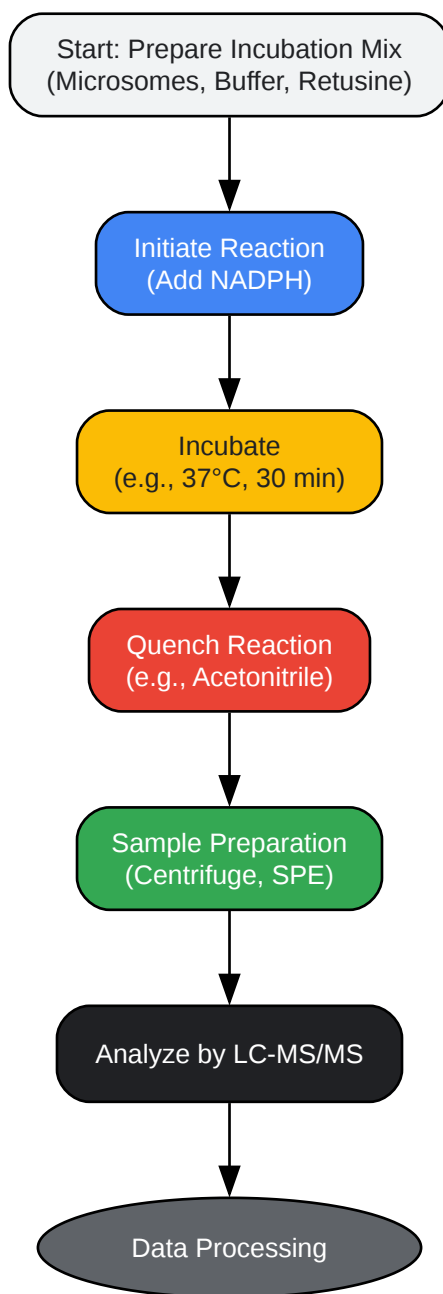 Start: Prepare Incubation Mix
(Microsomes, Buffer, Retusine)
Initiate Reaction
(Add NADPH)
Incubate
(e.g., 37°C, 30 min)
Quench Reaction
(e.g., Acetonitrile)
Sample Preparation
(Centrifuge, SPE)
Analyze by LC-MS/MS
Data Processing